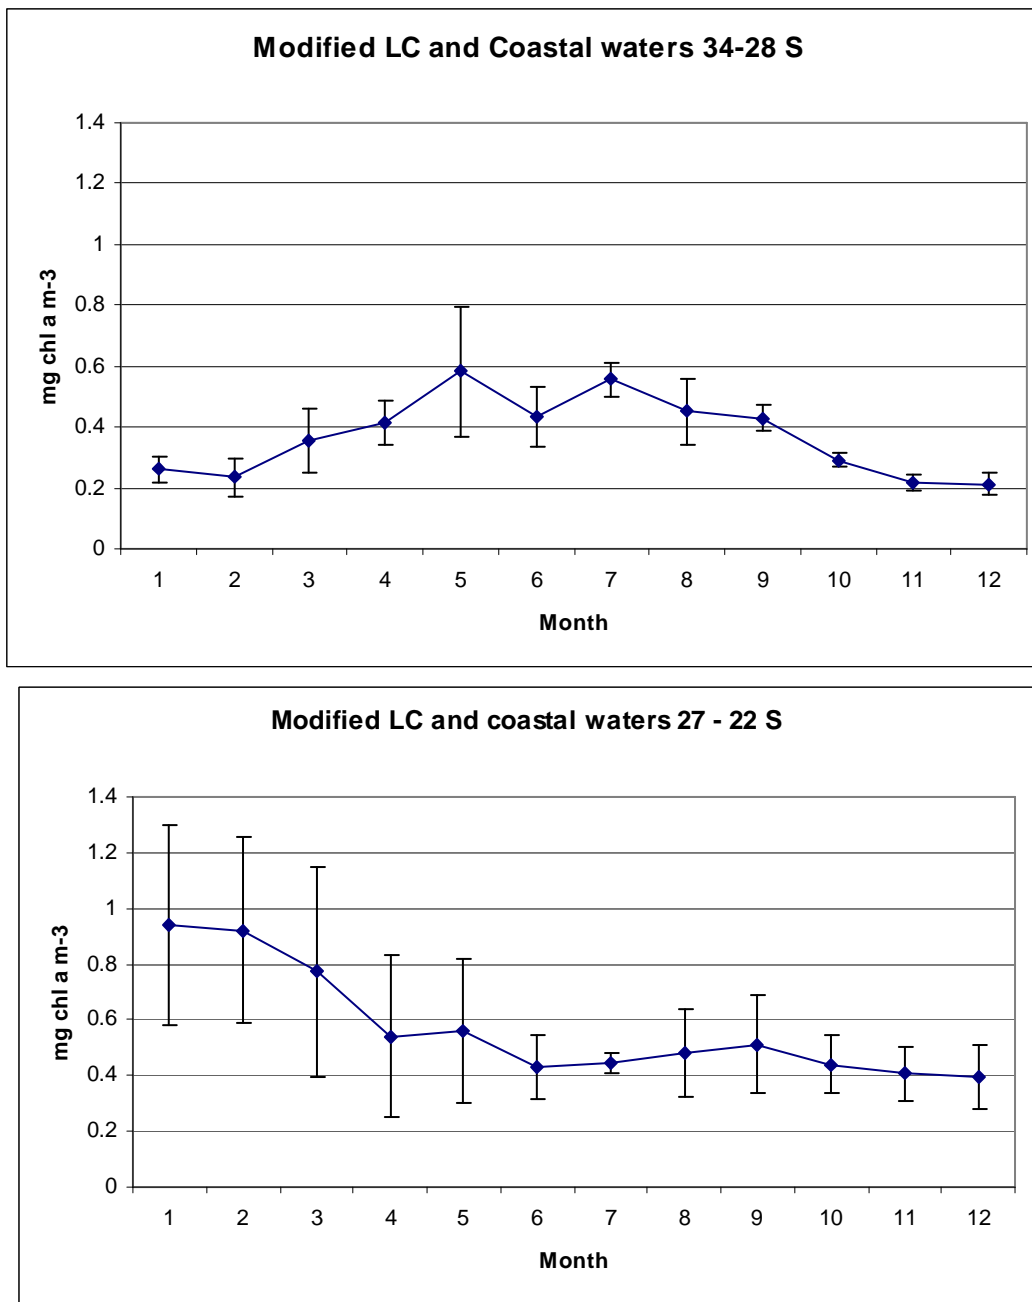 Modified LC and Coastal waters 34-28 S
1.4
1.2
1
0.8
0.6
0.4
0.2
0
mg chl a m-3
1 2 3 4 5 6 7 8 9 10 11 12
Month
Modified LC and coastal waters 27 - 22 S
1.4
1.2
1
0.8
0.6
0.4
0.2
0
mg chl a m-3
1 2 3 4 5 6 7 8 9 10 11 12
Month